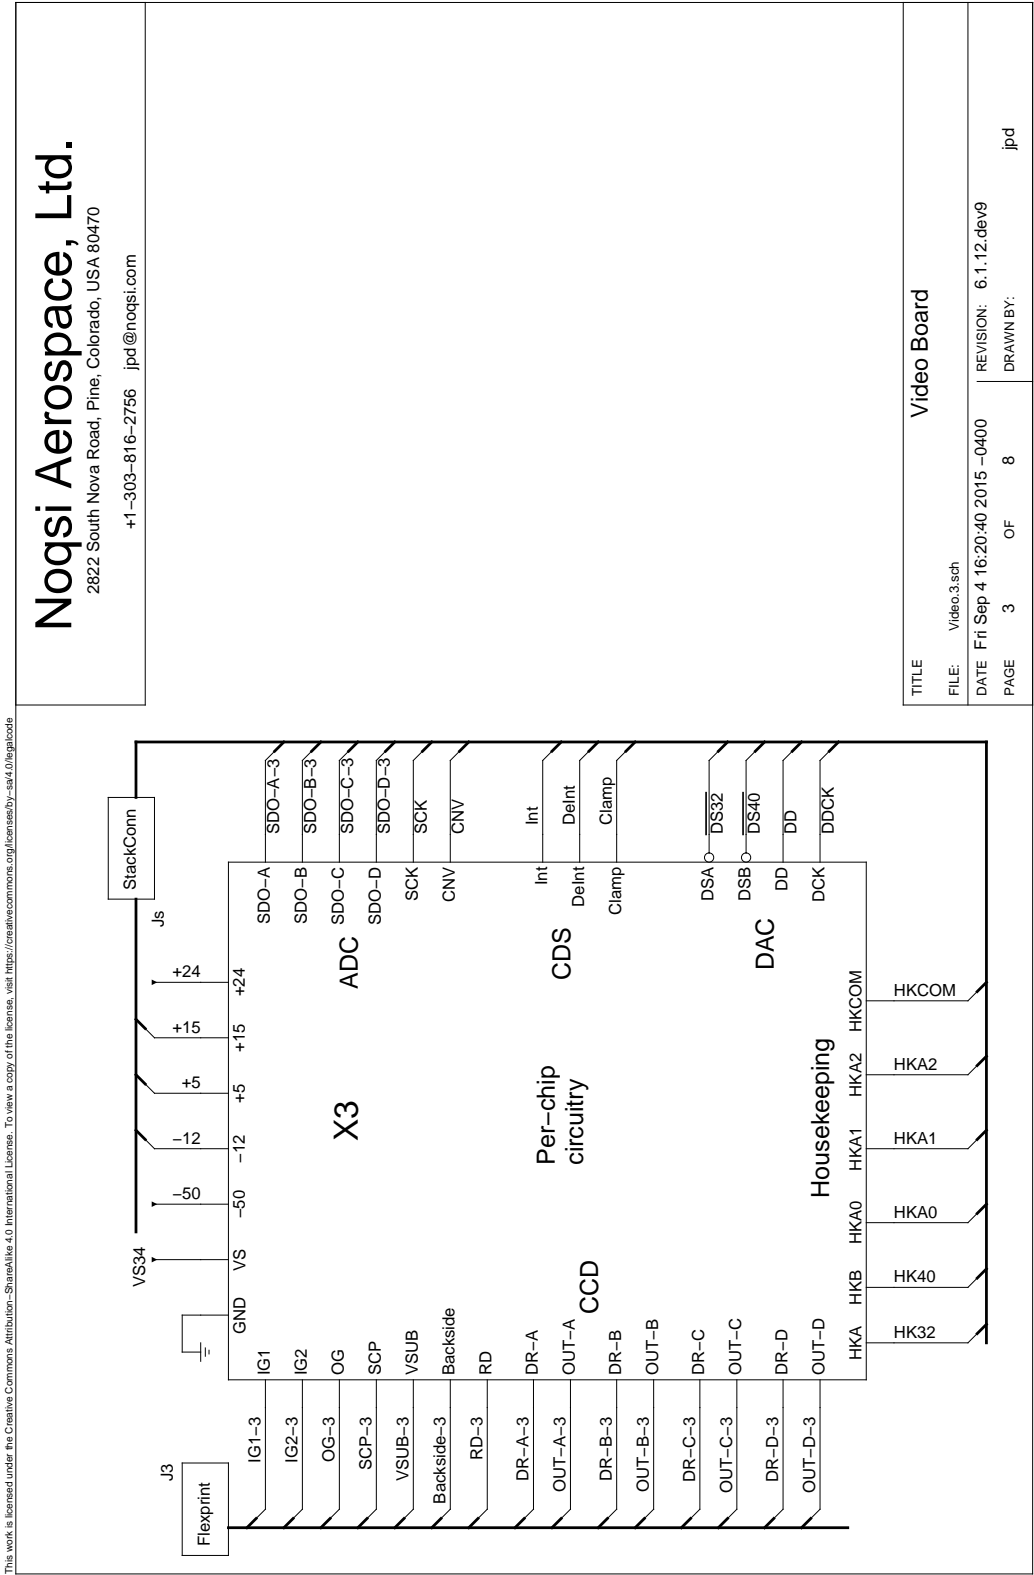 This work is licensed under the Creative Commons Attribution−ShareAlike 4.0 International License. To view a copy of the license, visit https://creativecommons.org/licenses/by−sa/4.0/legalcode
Noqsi Aerospace, Ltd.
2822 South Nova Road, Pine, Colorado, USA 80470
+1−303−816−2756 jpd@noqsi.com
StackConn
Js
VS34
−50
−12
+5
+15
+24
GND
VS
−50
−12
+5
+15
+24
J3
Flexprint
IG1−3
IG1
SDO−A
SDO−A−3
IG2−3
IG2
SDO−B
SDO−B−3
OG−3
OG
X3
ADC
SDO−C
SDO−C−3
SCP−3
SCP
SDO−D
SDO−D−3
VSUB−3
VSUB
SCK
SCK
Backside−3
Backside
CNV
CNV
RD−3
RD
DR−A−3
DR−A
Per−chip
circuitry
Int
Int
OUT−A−3
OUT−A
CCD
CDS
DeInt
DeInt
DR−B−3
DR−B
Clamp
Clamp
OUT−B−3
OUT−B
DR−C−3
DR−C
DSA
DS32
OUT−C−3
OUT−C
DSB
DS40
DR−D−3
DR−D
DAC
DD
DD
OUT−D−3
OUT−D
Housekeeping
DCK
DDCK
HKA
HKB
HKA0
HKA1
HKA2
HKCOM
HK32
HK40
HKA0
HKA1
HKA2
HKCOM
TITLE
Video Board
FILE: Video.3.sch
DATE Fri Sep 4 16:20:40 2015 −0400
REVISION: 6.1.12.dev9
PAGE 3 OF 8
DRAWN BY: jpd